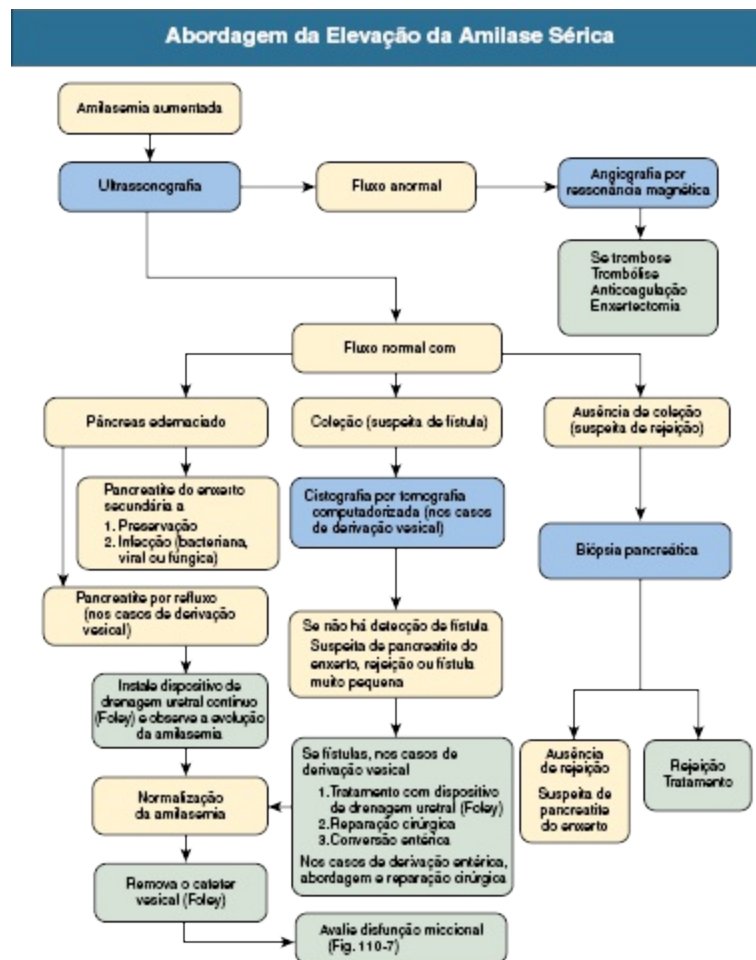 Abordagem da Elevação da Amilase Sérica
Amilasemia aumentada
Ultrassonografia
Fluxo anormal
Angiografia por
ressonância magnética
Se trombose
Trombólise
Anticoagulação
Enxertectomia
Fluxo normal com
Pâncreas edemaciado
Coleção (suspeita de fístula)
Ausência de coleção
(suspeita de rejeição)
Pancreatite do enxerto
secundária a
1. Preservação
2. Infecção (bacteriana,
viral ou fúngica)
Cistografia por tomografia
computadorizada (nos casos
de derivação vesical)
Biópsia pancreática
Pancreatite por refluxo
(nos casos de derivação
vesical)
Se não há detecção de fístula
Suspeita de pancreatite do
enxerto, rejeição ou fístula
muito pequena
Instale dispositivo de
drenagem uretral contínuo
(Foley) e observe a evolução
da amilasemia
Se fístulas, nos casos de
derivação vesical
1.Tratamento com dispositivo
de drenagem uretral (Foley)
2.Reparação cirúrgica
3.Conversão entérica
Nos casos de derivação entérica,
abordagem e reparação cirúrgica
Ausência
de rejeição
Suspeita de
pancreatite
do enxerto
Rejeição
Tratamento
Normalização
da amilasemia
Remova o cateter
vesical (Foley)
Avalie disfunção miccional
(Fig. 110-7)